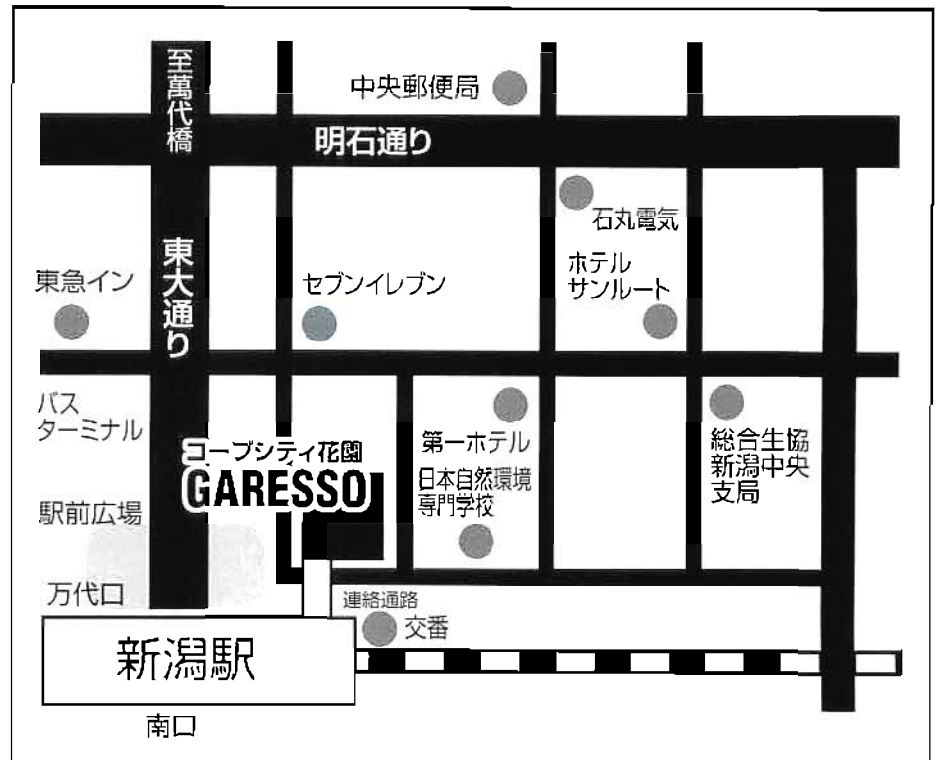 至萬代橋
中央郵便局
明石通り
石丸電気
東大通り
ホテル
サンルート
東急イン
セブンイレブン
バス
ターミナル
コープシティ花園
GARESSO
第一ホテル
日本自然環境
専門学校
総合生協
新潟中央
支局
駅前広場
万代口
連絡通路
交番
新潟駅
南口